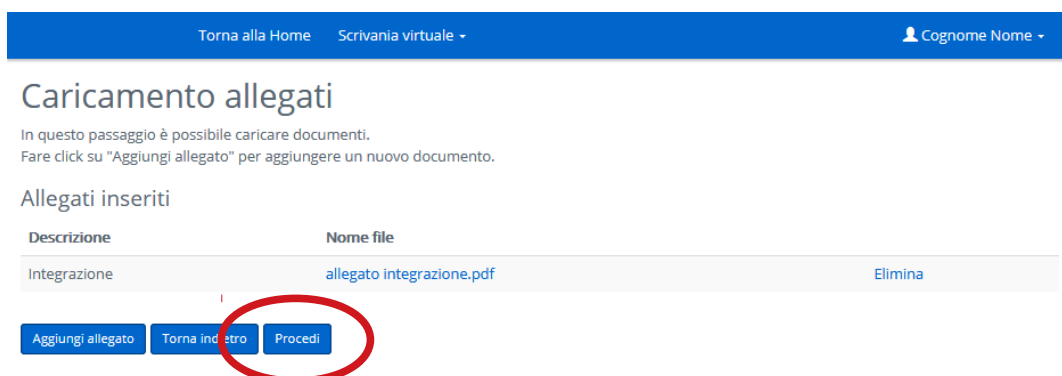 Torna alla Home Scrivania virtuale Cognome Nome
Caricamento allegati
In questo passaggio è possibile caricare documenti.
Fare click su "Aggiungi allegato" per aggiungere un nuovo documento.
Allegati inseriti
Descrizione Nome file
Integrazione allegato integrazione.pdf Elimina
Aggiungi allegato Torna indietro Procedi